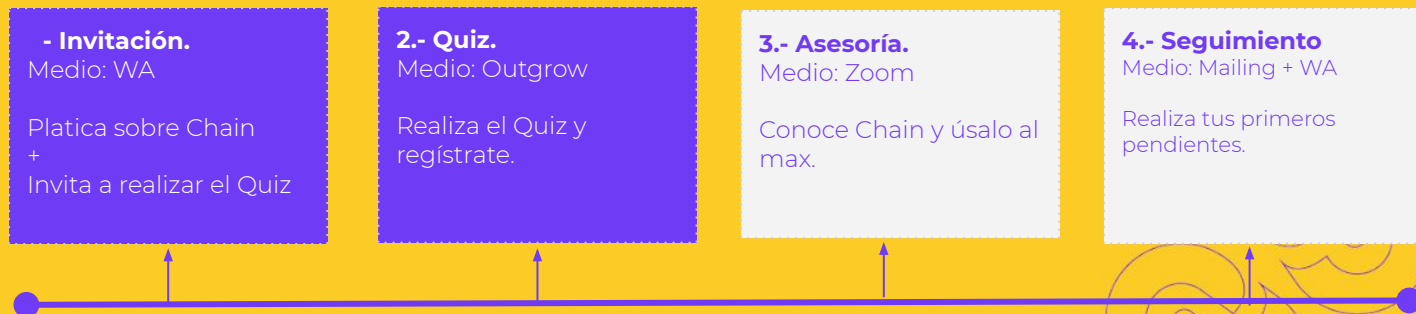 - Invitación.
Medio: WA
Platica sobre Chain
+
Invita a realizar el Quiz
2.- Quiz.
Medio: Outgrow
Realiza el Quiz y
regístrate.
3.- Asesoría.
Medio: Zoom
Conoce Chain y úsalo al
max.
4.- Seguimiento
Medio: Mailing + WA
Realiza tus primeros
pendientes.